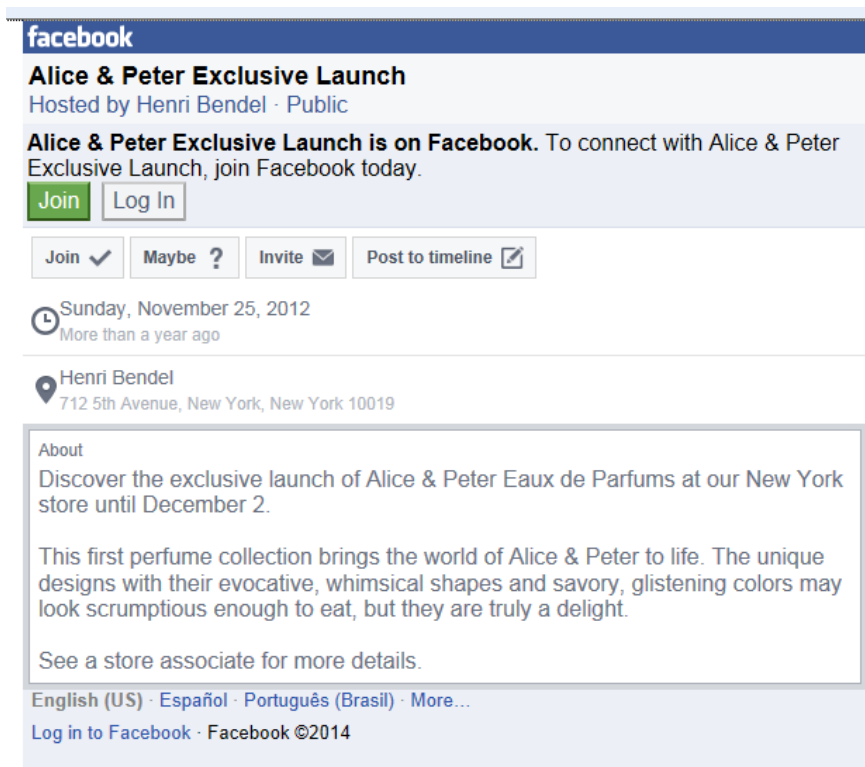 facebook
Alice & Peter Exclusive Launch
Hosted by Henri Bendel · Public
Alice & Peter Exclusive Launch is on Facebook. To connect with Alice & Peter
Exclusive Launch, join Facebook today.
Join Log In
Join Maybe ? Invite Post to timeline
Sunday, November 25, 2012
More than a year ago
Henri Bendel
712 5th Avenue, New York, New York 10019
About
Discover the exclusive launch of Alice & Peter Eaux de Parfums at our New York
store until December 2.
This first perfume collection brings the world of Alice & Peter to life. The unique
designs with their evocative, whimsical shapes and savory, glistening colors may
look scrumptious enough to eat, but they are truly a delight.
See a store associate for more details.
English (US) · Español · Português (Brasil) · More...
Log in to Facebook · Facebook ©2014